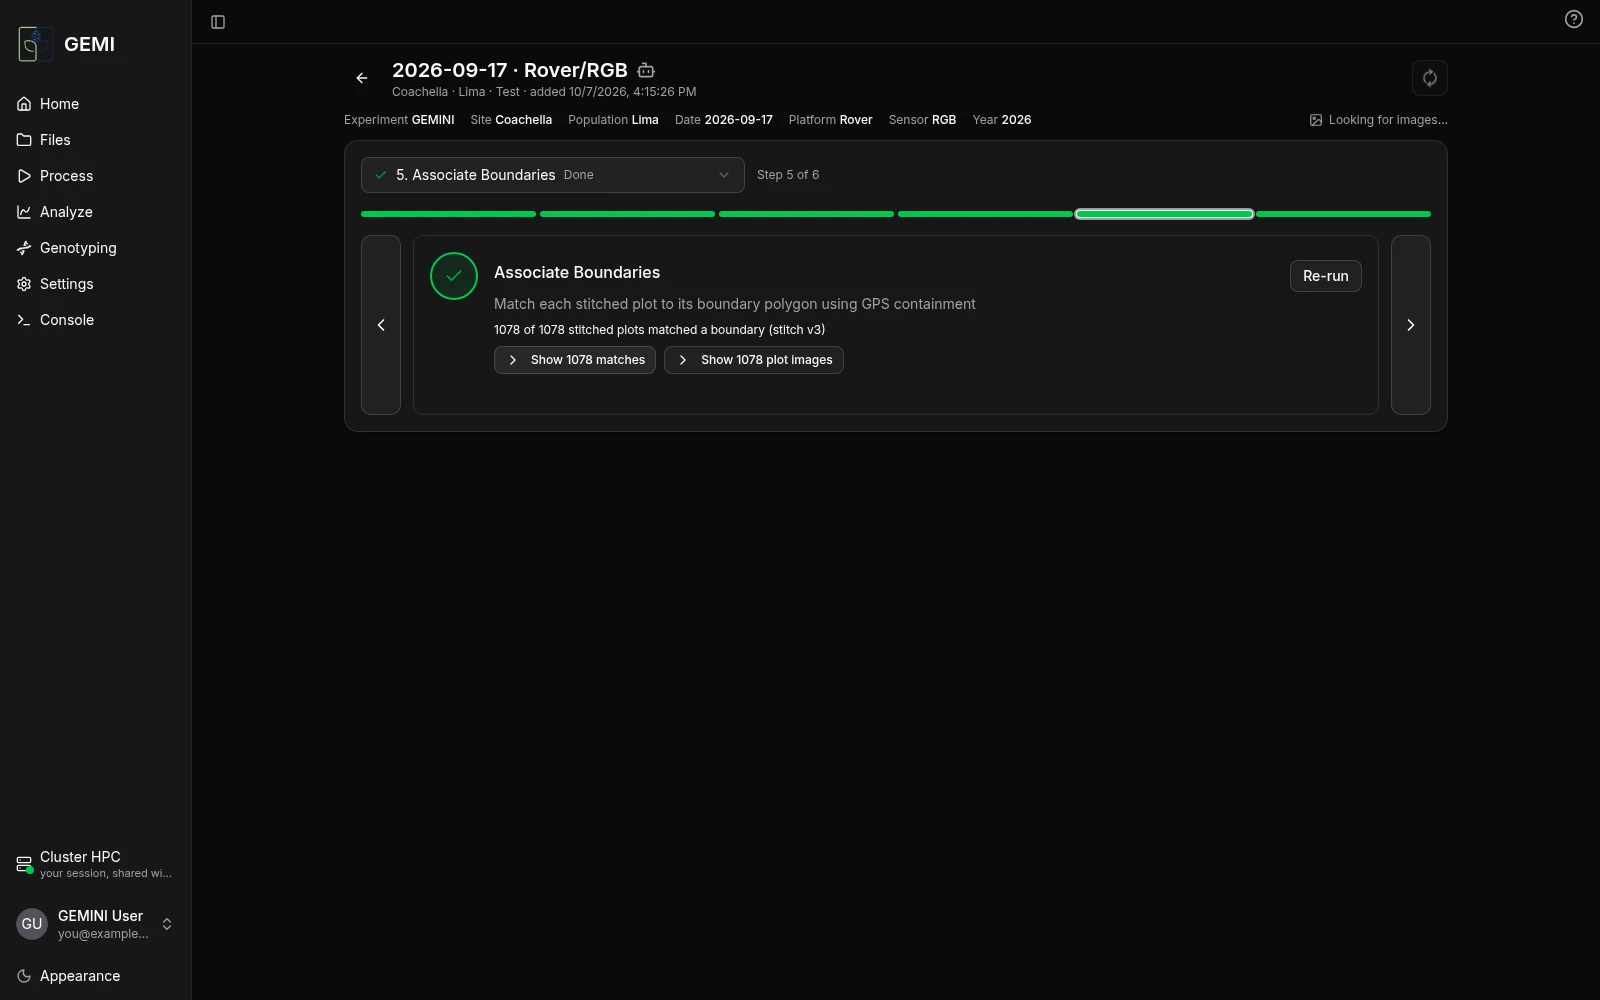 GEMI
Home
Files
Process
Analyze
Genotyping
Settings
Console
Cluster HPC
your session, shared wi...
GU
GEMINI User
you@example...
Appearance
2026-09-17 · Rover/RGB
Coachella · Lima · Test · added 10/7/2026, 4:15:26 PM
Experiment GEMINI Site Coachella Population Lima Date 2026-09-17 Platform Rover Sensor RGB Year 2026
Looking for images...
5. Associate Boundaries Done
Step 5 of 6
Associate Boundaries
Re-run
Match each stitched plot to its boundary polygon using GPS containment
1078 of 1078 stitched plots matched a boundary (stitch v3)
Show 1078 matches
Show 1078 plot images